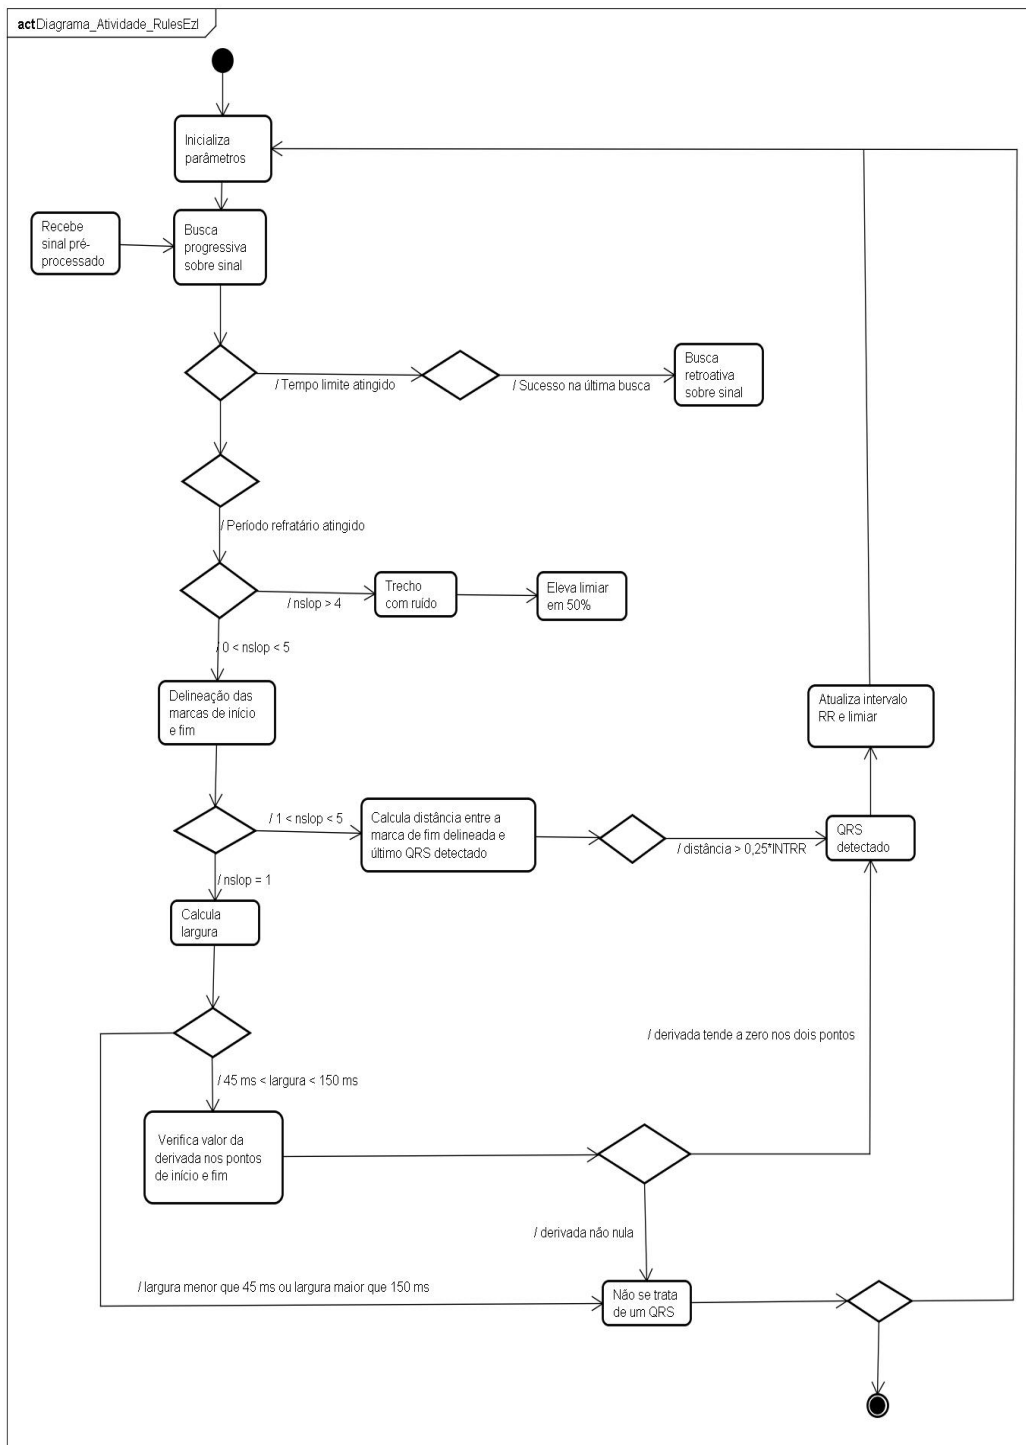 actDiagrama_Atividade_RulesEzl
Inicializa
parâmetros
Recebe
sinal pré-
processado
Busca
progressiva
sobre sinal
/ Tempo limite atingido
/ Sucesso na última busca
Busca
retroativa
sobre sinal
/ Período refratário atingido
/ nslop > 4
Trecho
com ruído
Eleva limiar
em 50%
/ 0 < nslop < 5
Delineação das
marcas de início
e fim
Atualiza intervalo
RR e limiar
/ 1 < nslop < 5
Calcula distância entre a
marca de fim delineada e
último QRS detectado
/ distância > 0,25*INTRR
QRS
detectado
/ nslop = 1
Calcula
largura
/ derivada tende a zero nos dois pontos
/ 45 ms < largura < 150 ms
Verifica valor da
derivada nos pontos
de início e fim
/ derivada não nula
/ largura menor que 45 ms ou largura maior que 150 ms
Não se trata
de um QRS